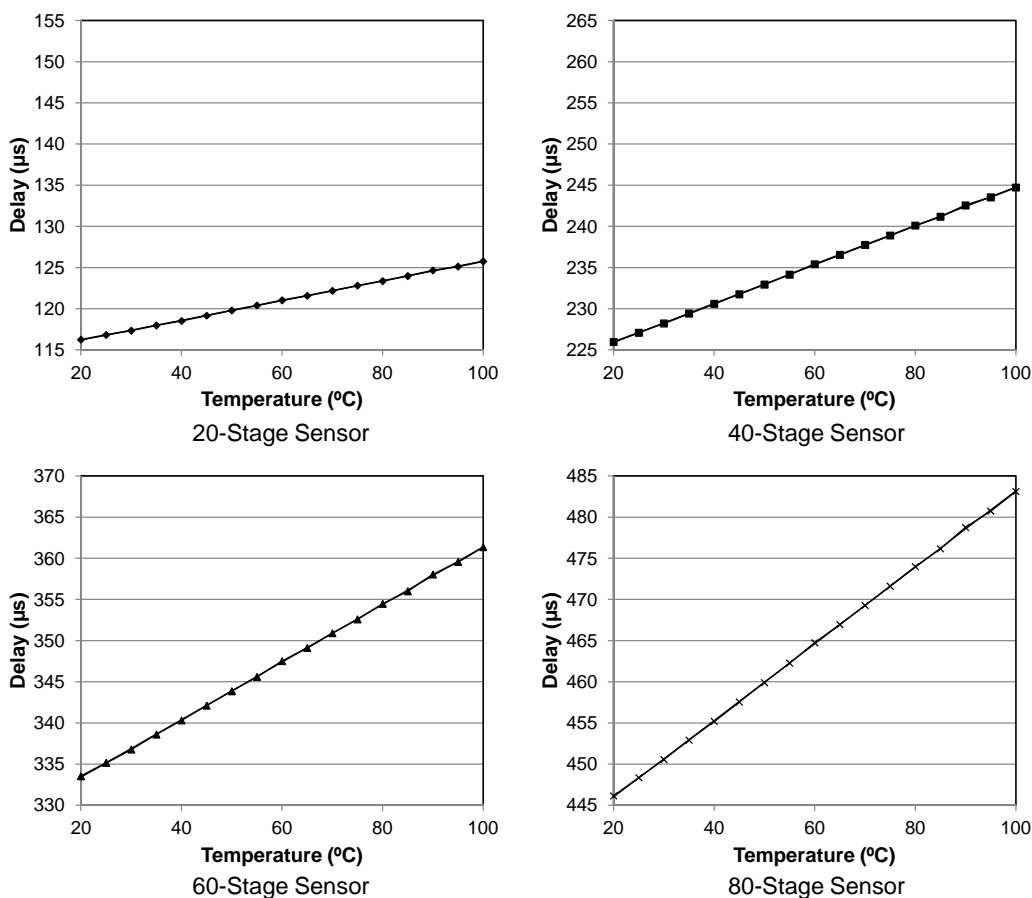 155
150
145
140
135
130
125
120
115
Delay (µs)
20 40 60 80 100
Temperature (ºC)
20-Stage Sensor
265
260
255
250
245
240
235
230
225
Delay (µs)
20 40 60 80 100
Temperature (ºC)
40-Stage Sensor
370
365
360
355
350
345
340
335
330
Delay (µs)
20 40 60 80 100
Temperature (ºC)
60-Stage Sensor
485
480
475
470
465
460
455
450
445
Delay (µs)
20 40 60 80 100
Temperature (ºC)
80-Stage Sensor